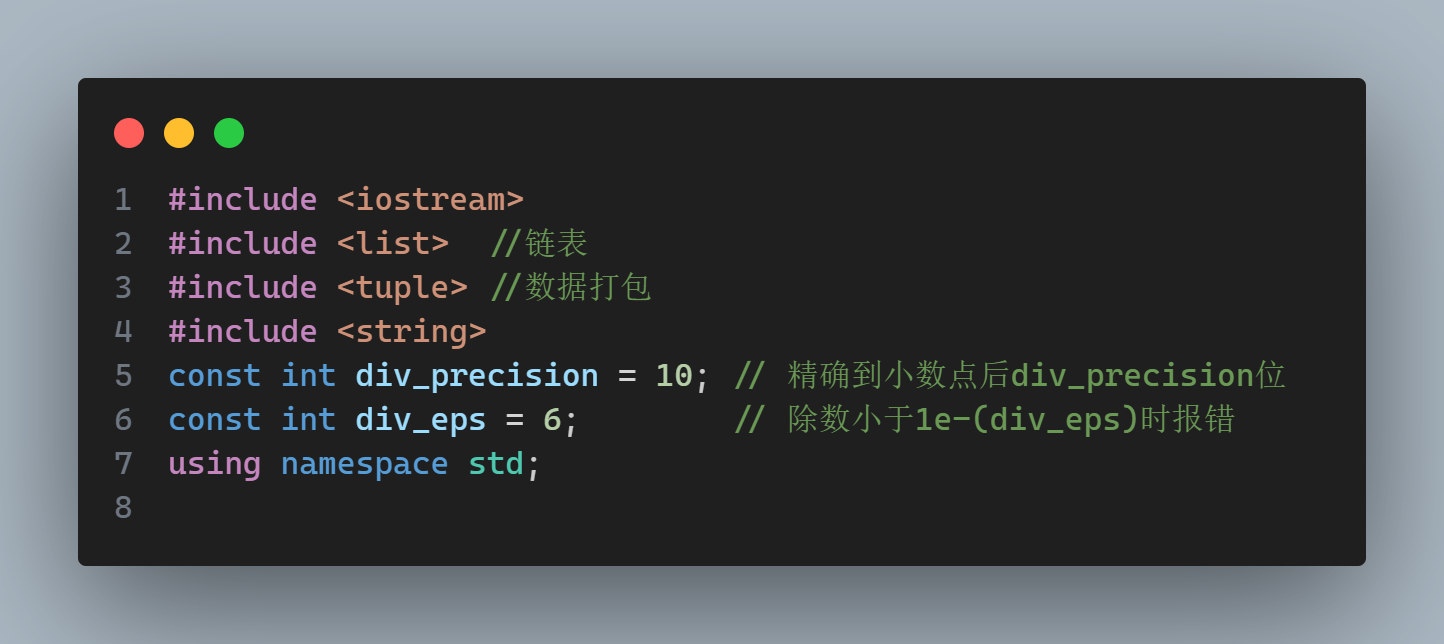 1 #include <iostream>
2 #include <list>  //链表
3 #include <tuple> //数据打包
4 #include <string>
5 const int div_precision = 10; // 精确到小数点后div_precision位
6 const int div_eps = 6;        // 除数小于1e-(div_eps)时报错
7 using namespace std;
8